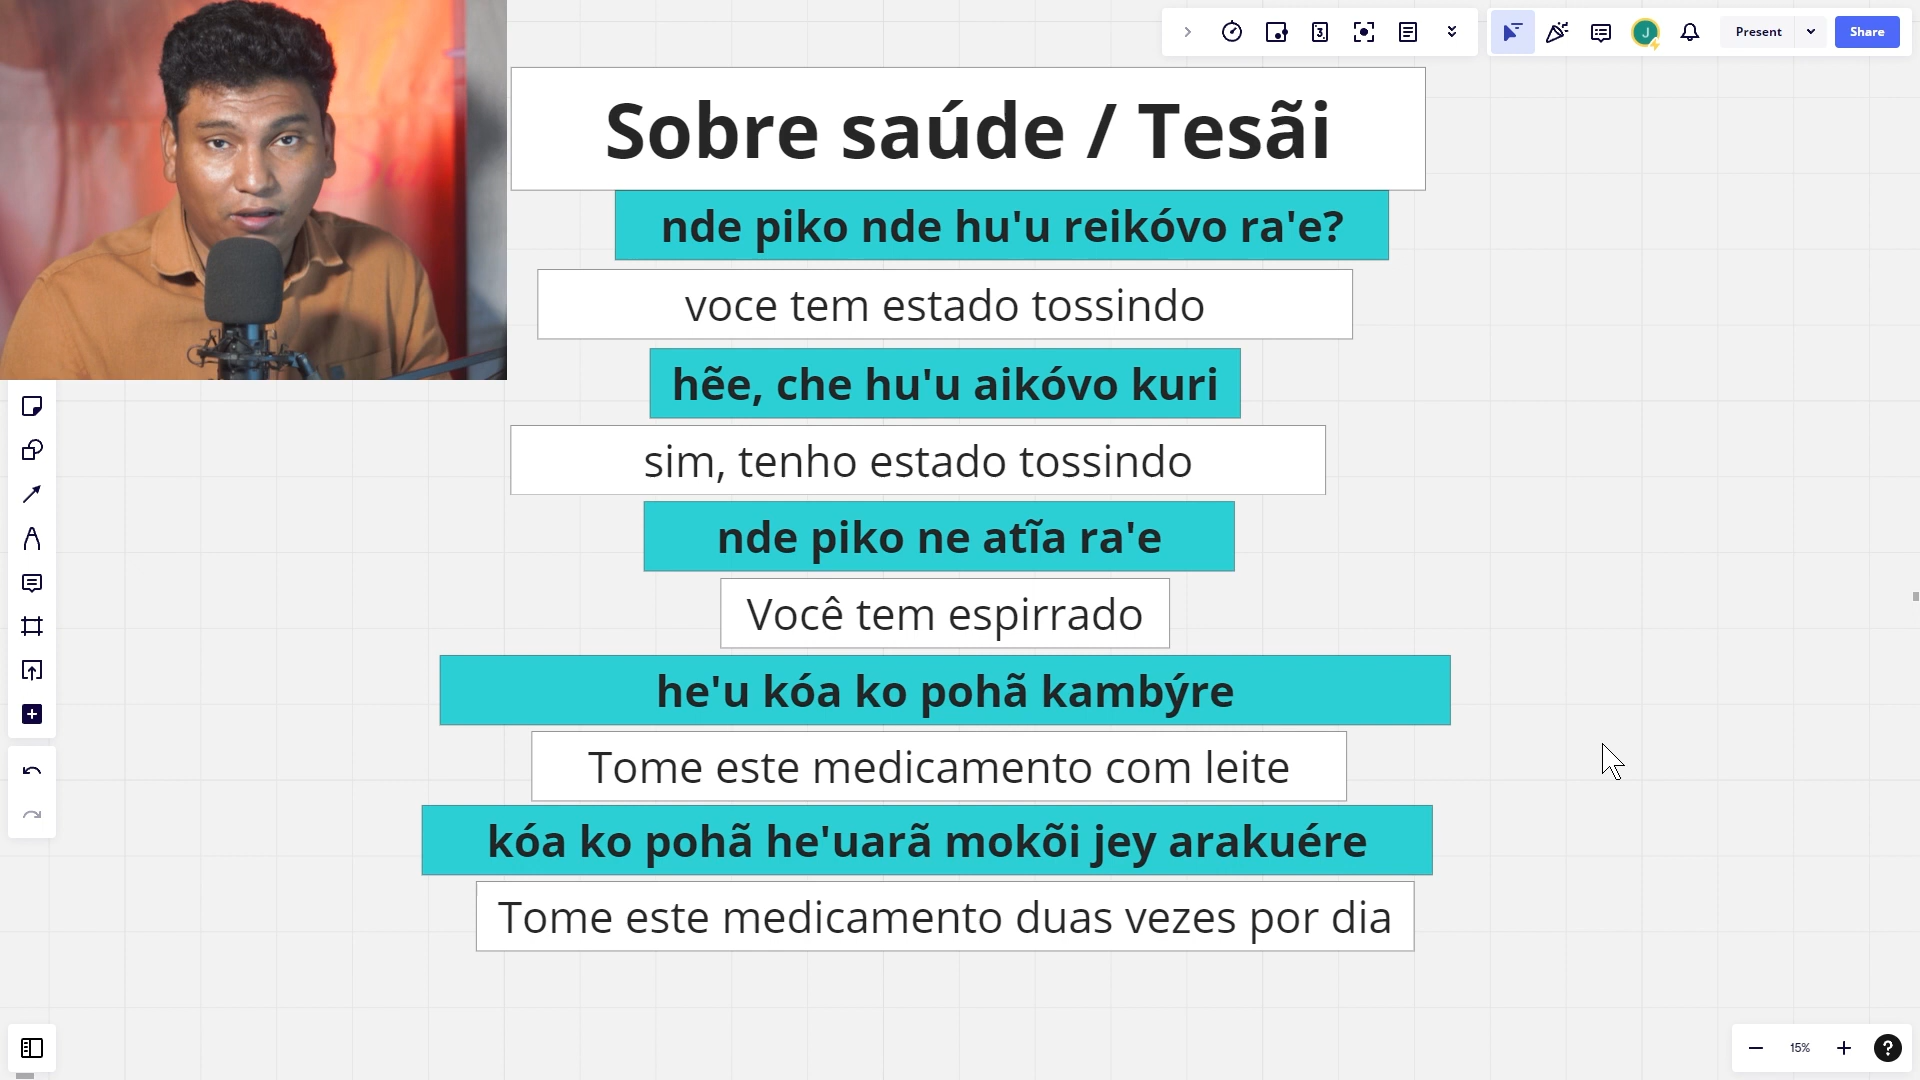 Present
Share
Sobre saúde / Tesãi
nde piko nde hu'u reikóvo ra'e?
voce tem estado tossindo
hẽe, che hu'u aikóvo kuri
sim, tenho estado tossindo
nde piko ne atĩa ra'e
Você tem espirrado
he'u kóa ko pohã kambýre
Tome este medicamento com leite
kóa ko pohã he'uarã mokõi jey arakuére
Tome este medicamento duas vezes por dia
15%